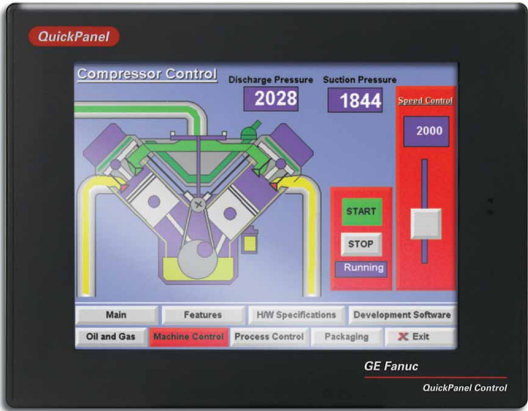 QuickPanel
Compressor Control
Discharge Pressure
Suction Pressure
2028
1844
Speed Control
2000
START
STOP
Running
Main
Features
H/W Specifications
Development Software
Oil and Gas
Machine Control
Process Control
Packaging
X Exit
GE Fanuc
QuickPanel Control